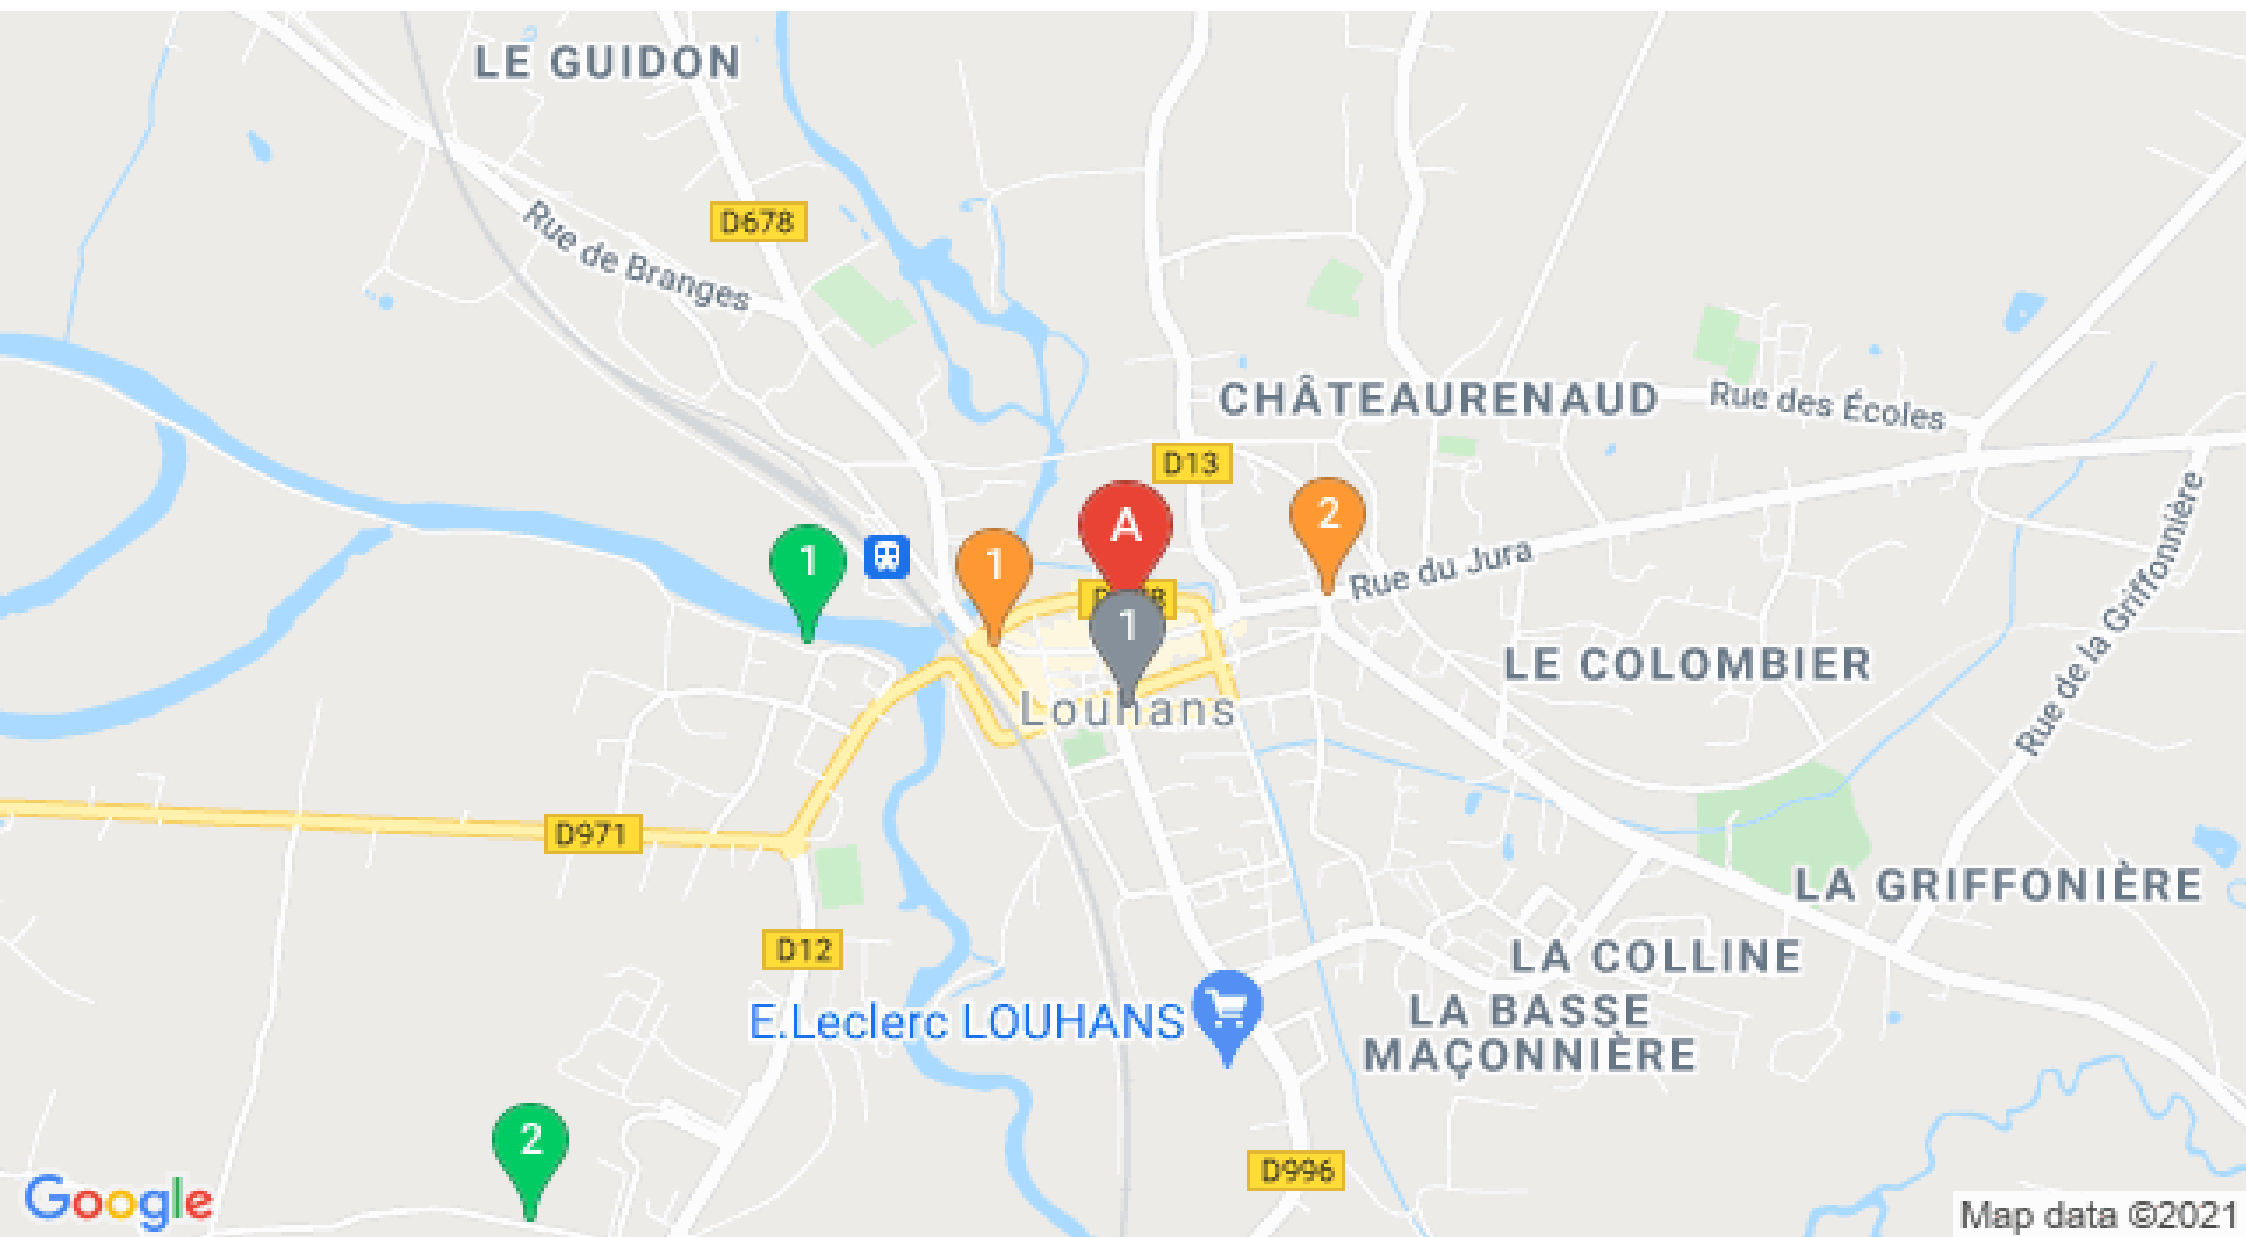 LE GUIDON
D678
Rue de Branges
CHÂTEAURENAUD
Rue des Écoles
D13
A
2
1
1
1
Rue du Jura
Rue de la Griffonnière
LE COLOMBIER
Louhans
D971
LA GRIFFONIÈRE
D12
LA COLLINE
E.Leclerc LOUHANS
LA BASSE
MAÇONNIÈRE
2
D996
Google
Map data ©2021